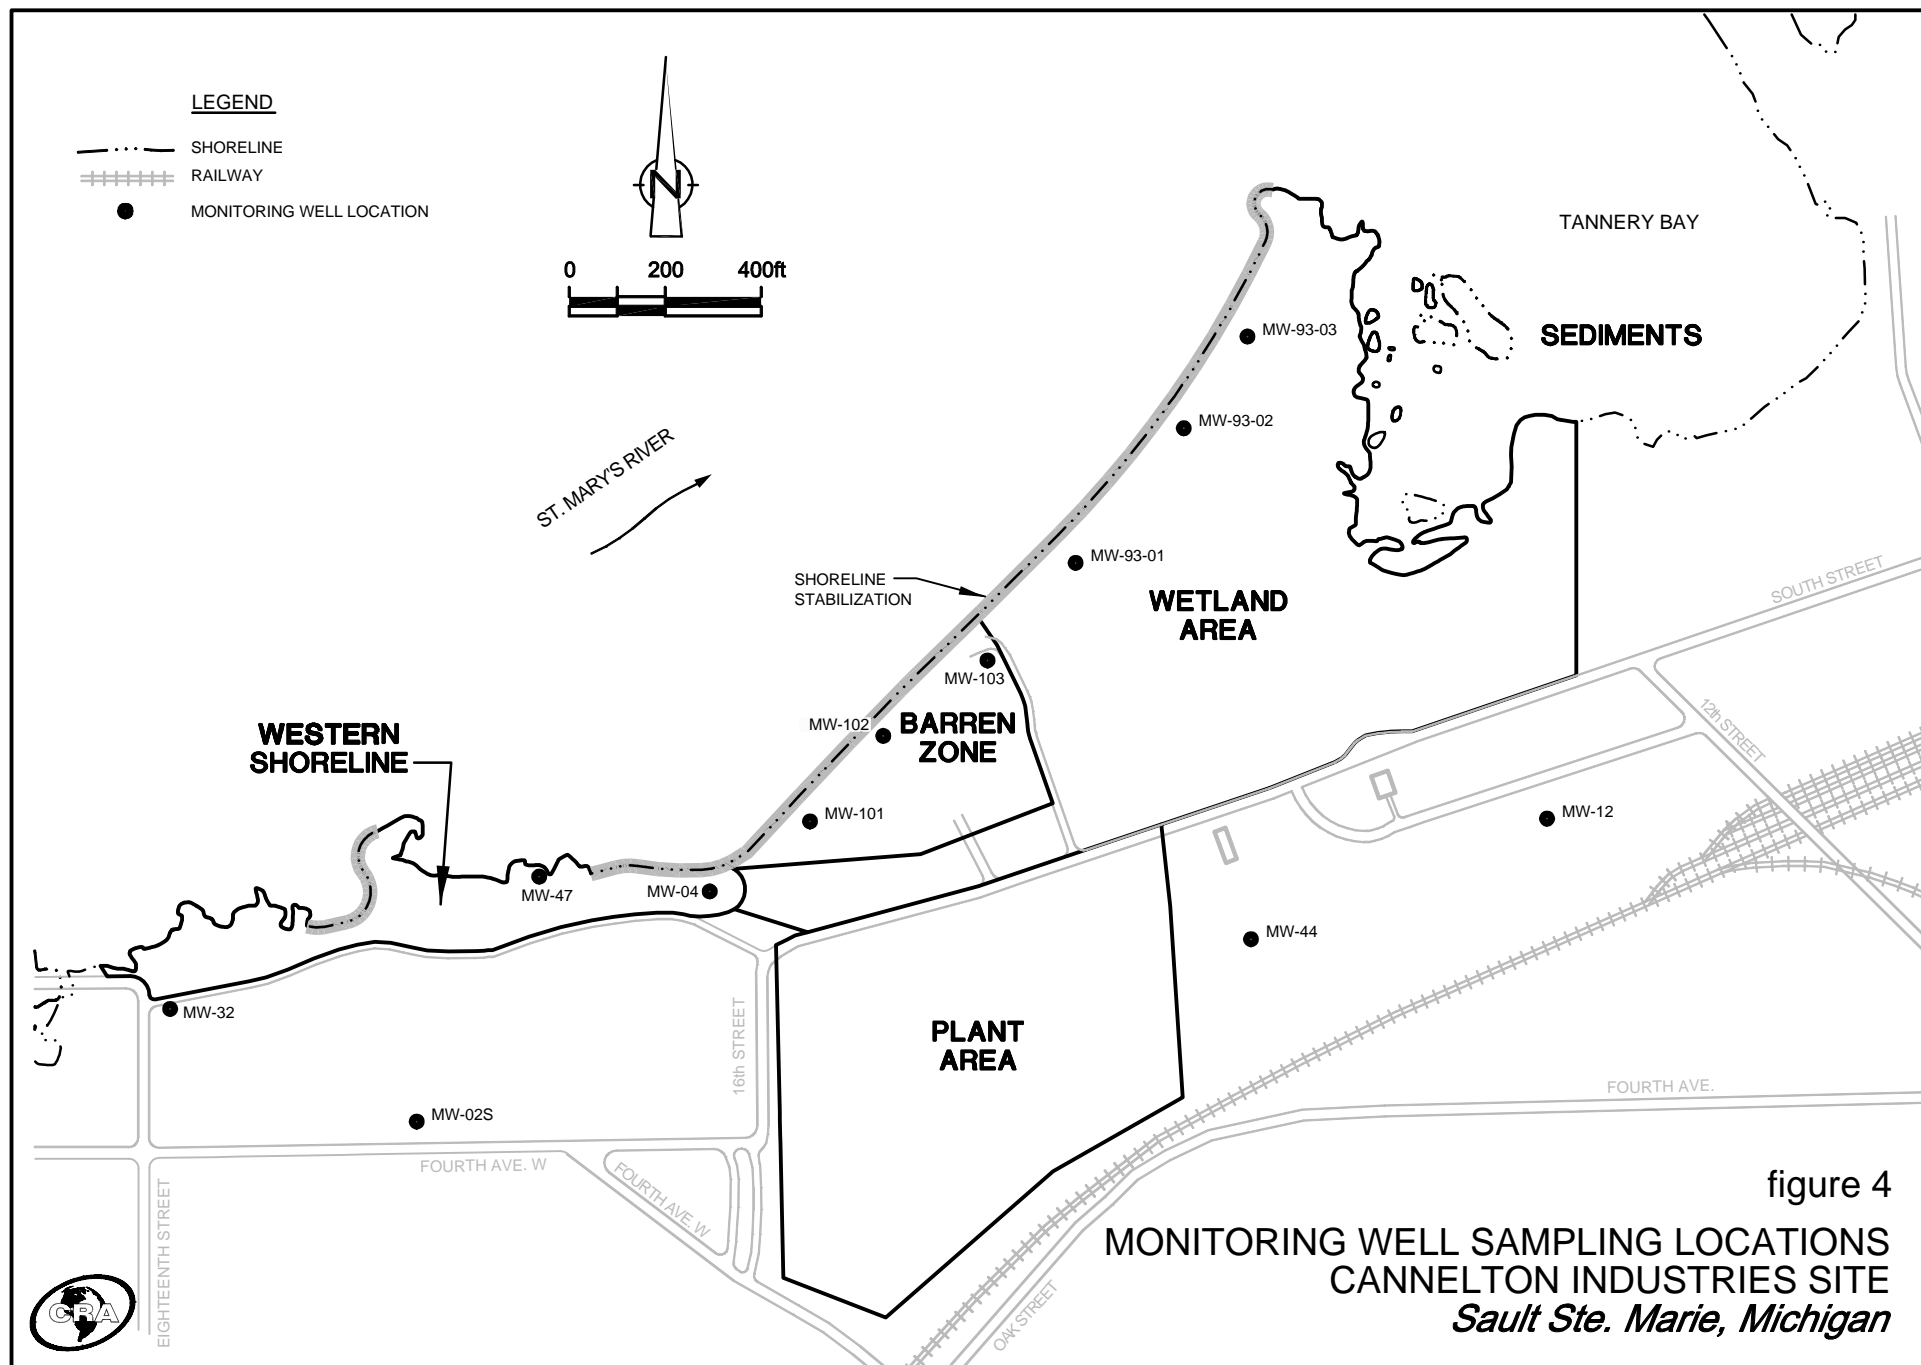 LEGEND
SHORELINE
RAILWAY
MONITORING WELL LOCATION
N
0 200 400ft
TANNERY BAY
SEDIMENTS
MW-93-03
MW-93-02
ST. MARY'S RIVER
MW-93-01
SHORELINE
STABILIZATION
WETLAND
AREA
SOUTH STREET
MW-103
12th STREET
MW-102
BARREN
ZONE
WESTERN
SHORELINE
MW-101
MW-12
MW-47
MW-04
MW-44
MW-32
16th STREET
PLANT
AREA
MW-02S
FOURTH AVE.
FOURTH AVE. W
FOURTH AVE. W
EIGHTEENTH STREET
OAK STREET
CRA
figure 4
MONITORING WELL SAMPLING LOCATIONS
CANNELTON INDUSTRIES SITE
Sault Ste. Marie, Michigan